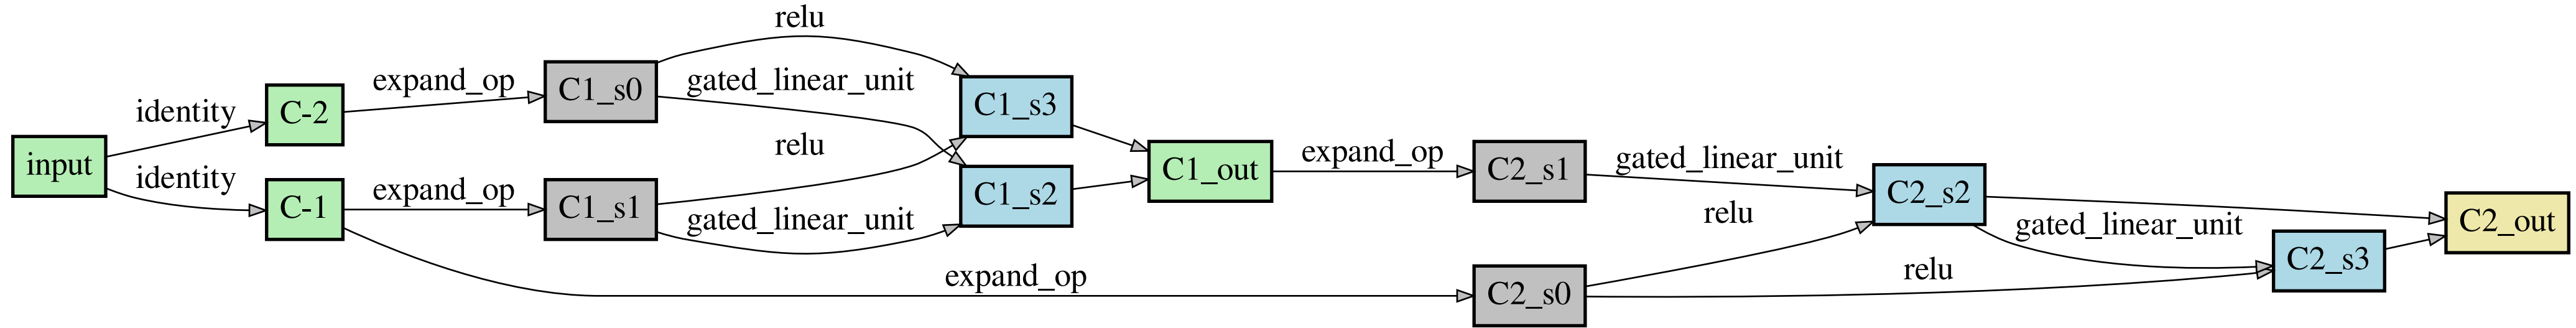 relu
expand_op
gated_linear_unit
C1_s0
C1_s3
identity
C-2
relu
expand_op
gated_linear_unit
input
C1_out
C2_s1
identity
expand_op
C1_s2
C2_s2
C-1
C1_s1
relu
gated_linear_unit
gated_linear_unit
C2_out
expand_op
relu
C2_s3
C2_s0